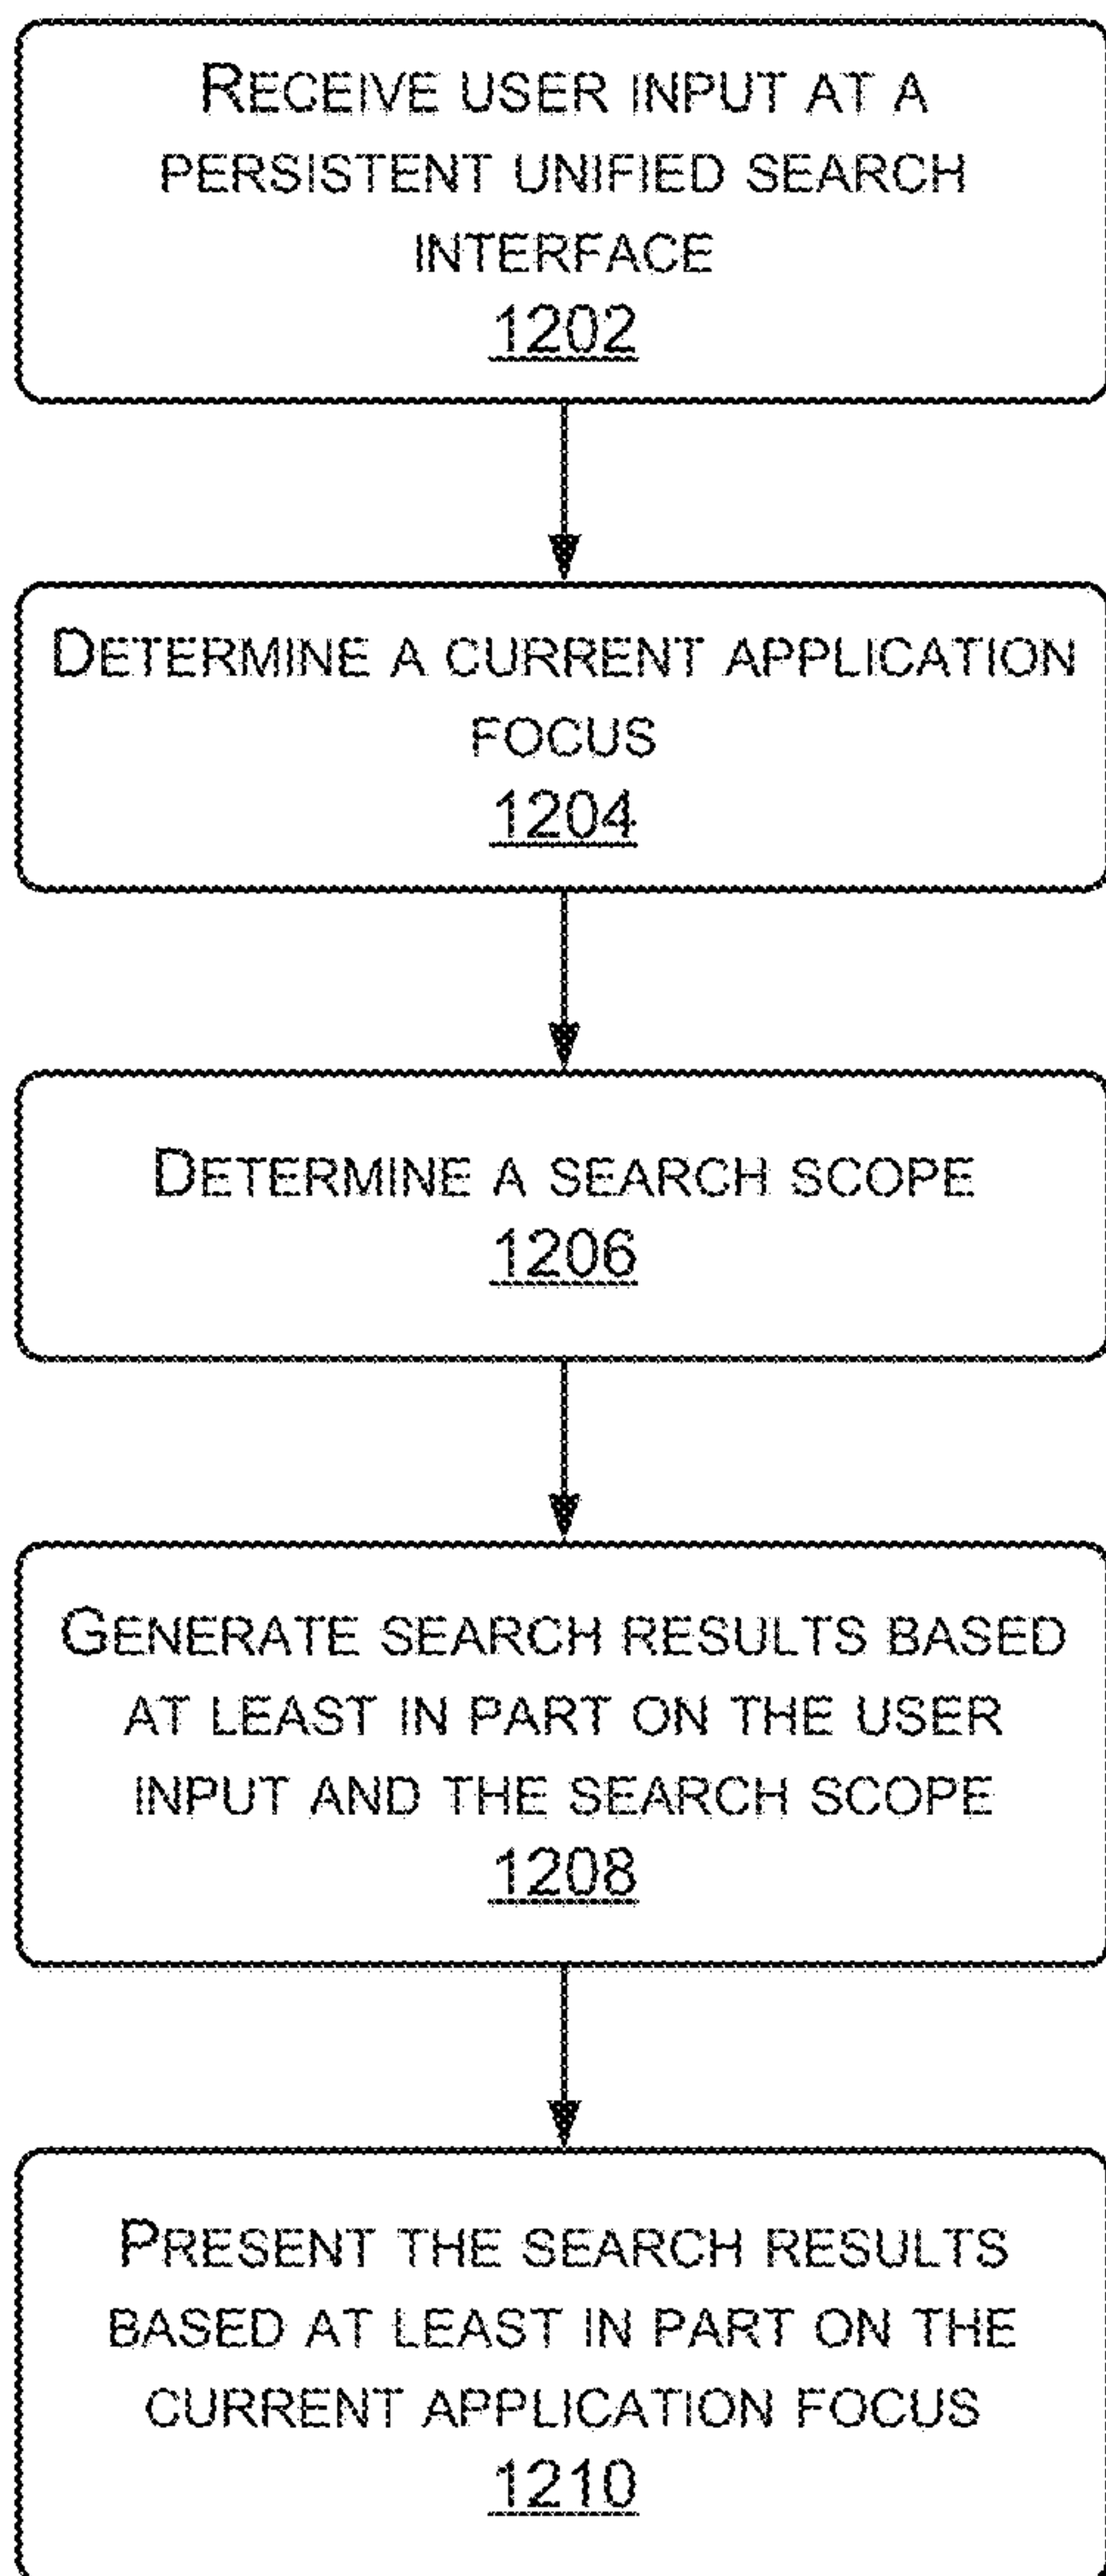 RECEIVE USER INPUT AT A
PERSISTENT UNIFIED SEARCH
INTERFACE
1202
DETERMINE A CURRENT APPLICATION
FOCUS
1204
DETERMINE A SEARCH SCOPE
1206
GENERATE SEARCH RESULTS BASED
AT LEAST IN PART ON THE USER
INPUT AND THE SEARCH SCOPE
1208
PRESENT THE SEARCH RESULTS
BASED AT LEAST IN PART ON THE
CURRENT APPLICATION FOCUS
1210